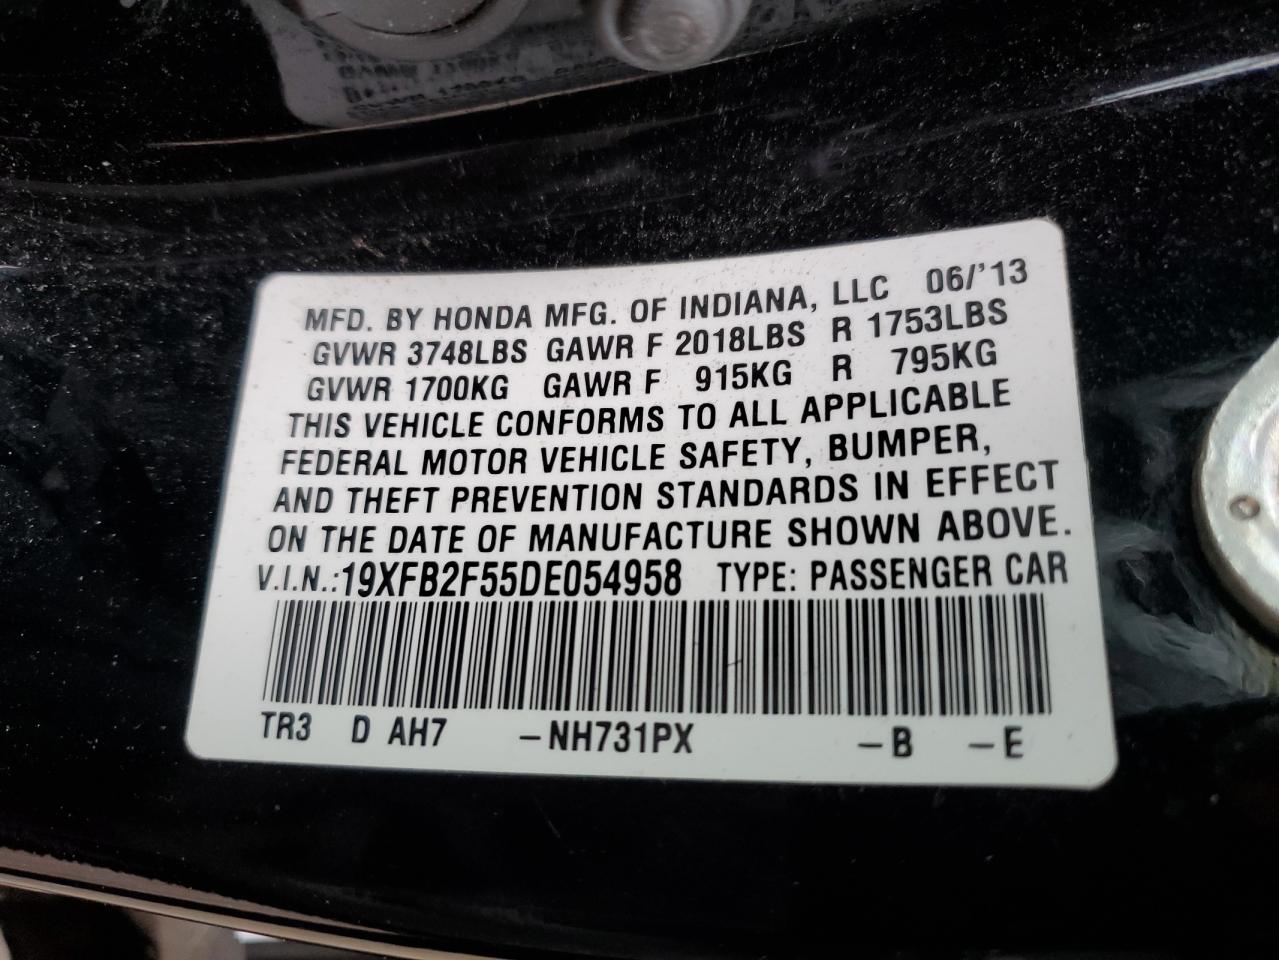 MFD. BY HONDA MFG. OF INDIANA, LLC 06/'13
GVWR 3748LBS GAWR F 2018LBS R 1753LBS
GVWR 1700KG GAWR F 915KG R 795KG
THIS VEHICLE CONFORMS TO ALL APPLICABLE
FEDERAL MOTOR VEHICLE SAFETY, BUMPER,
AND THEFT PREVENTION STANDARDS IN EFFECT
ON THE DATE OF MANUFACTURE SHOWN ABOVE.
V.I.N.:19XFB2F55DE054958 TYPE: PASSENGER CAR
TR3 D AH7 -NH731PX -B -E